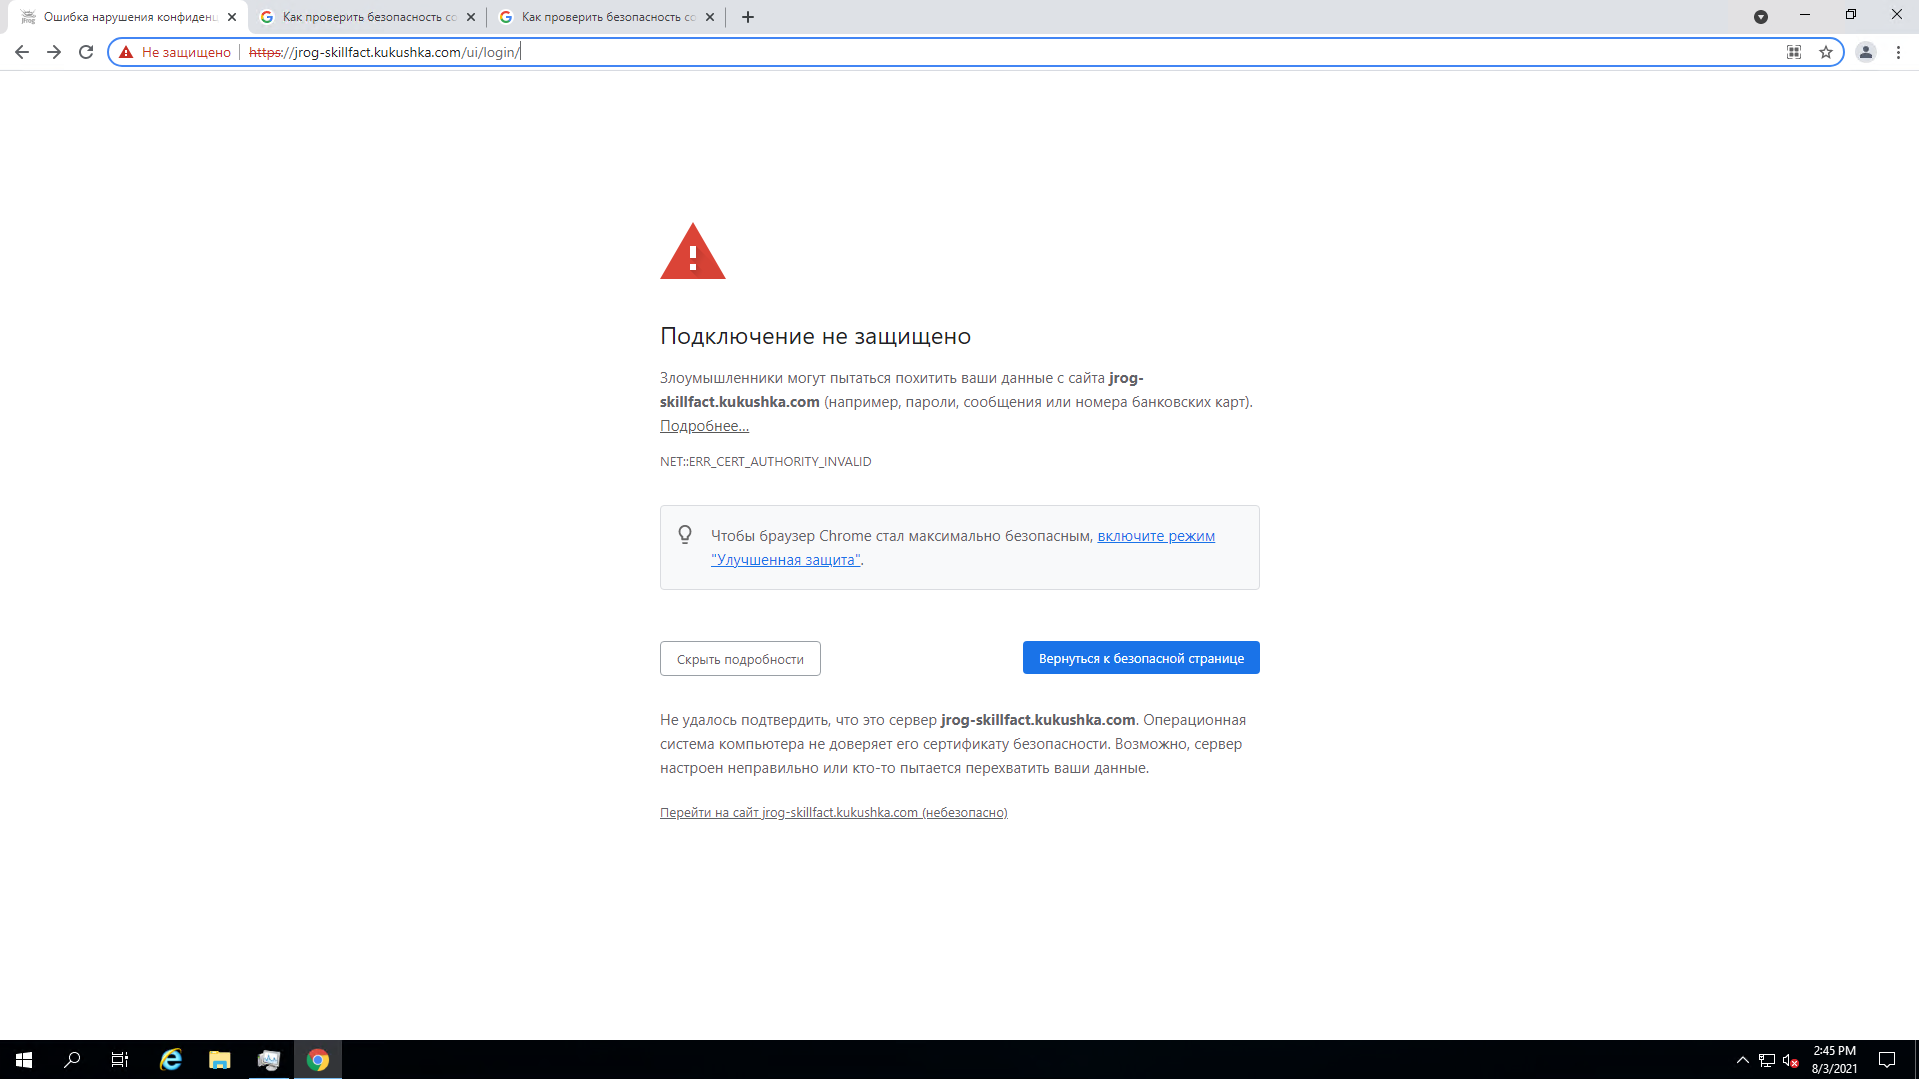 Ошибка нарушения конфиденц
Как проверить безопасность со
Как проверить безопасность со
Не защищено
https://jrog-skillfact.kukushka.com/ui/login/
Подключение не защищено
Злоумышленники могут пытаться похитить ваши данные с сайта jrog-
skillfact.kukushka.com (например, пароли, сообщения или номера банковских карт).
Подробнее...
NET::ERR_CERT_AUTHORITY_INVALID
Чтобы браузер Chrome стал максимально безопасным, включите режим
"Улучшенная защита".
Скрыть подробности
Вернуться к безопасной странице
Не удалось подтвердить, что это сервер jrog-skillfact.kukushka.com. Операционная
система компьютера не доверяет его сертификату безопасности. Возможно, сервер
настроен неправильно или кто-то пытается перехватить ваши данные.
Перейти на сайт jrog-skillfact.kukushka.com (небезопасно)
2:45 PM
8/3/2021